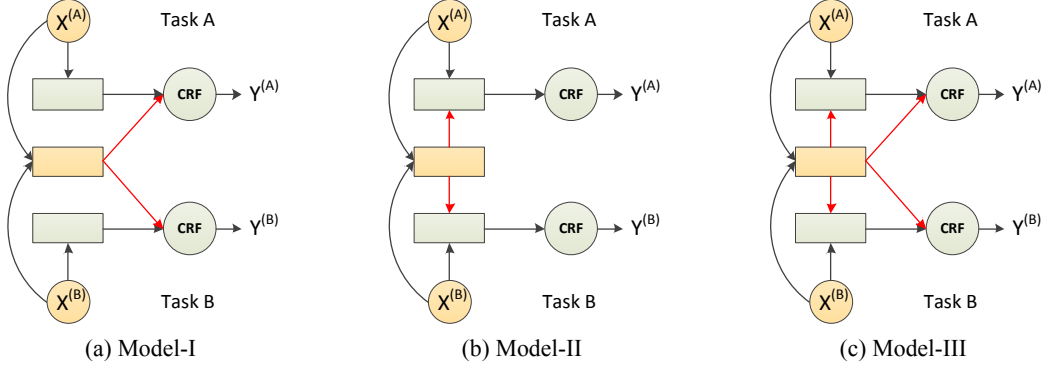 X(A) Task A
CRF Y(A)
CRF Y(B)
X(B) Task B
(a) Model-I
X(A) Task A
CRF Y(A)
CRF Y(B)
X(B) Task B
(b) Model-II
X(A) Task A
CRF Y(A)
CRF Y(B)
X(B) Task B
(c) Model-III